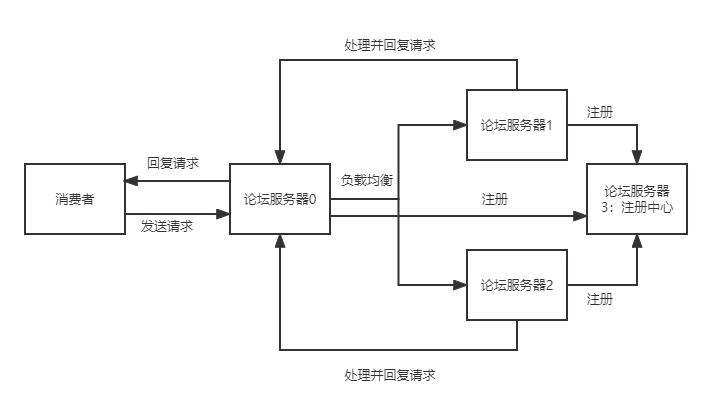 处理并回复请求
论坛服务器1
注册
回复请求
负载均衡
消费者
论坛服务器0
注册
论坛服务器
3：注册中心
发送请求
论坛服务器2
注册
处理并回复请求